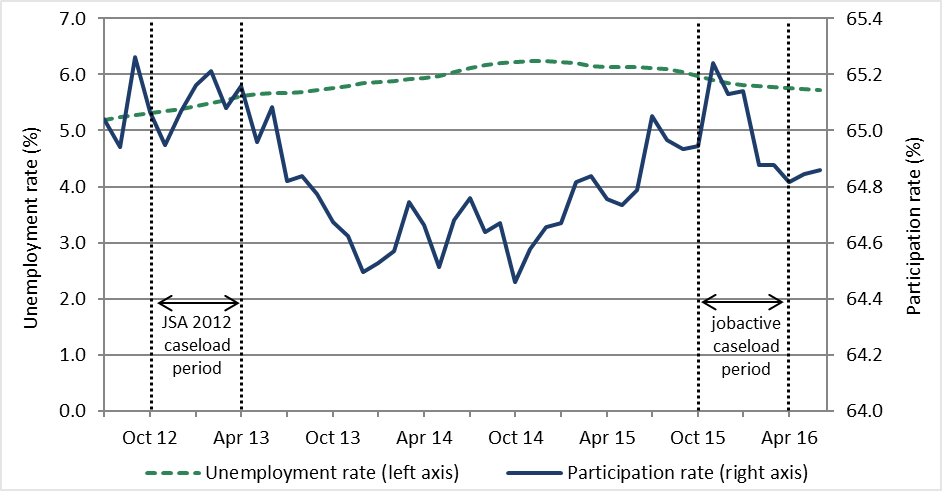 7.0
6.0
5.0
4.0
3.0
2.0
1.0
0.0
Unemployment rate (%)
65.4
65.2
65.0
64.8
64.6
64.4
64.2
64.0
Participation rate (%)
JSA 2012
caseload
period
jobactive
caseload
period
Oct 12 Apr 13 Oct 13 Apr 14 Oct 14 Apr 15 Oct 15 Apr 16
Unemployment rate (left axis) Participation rate (right axis)